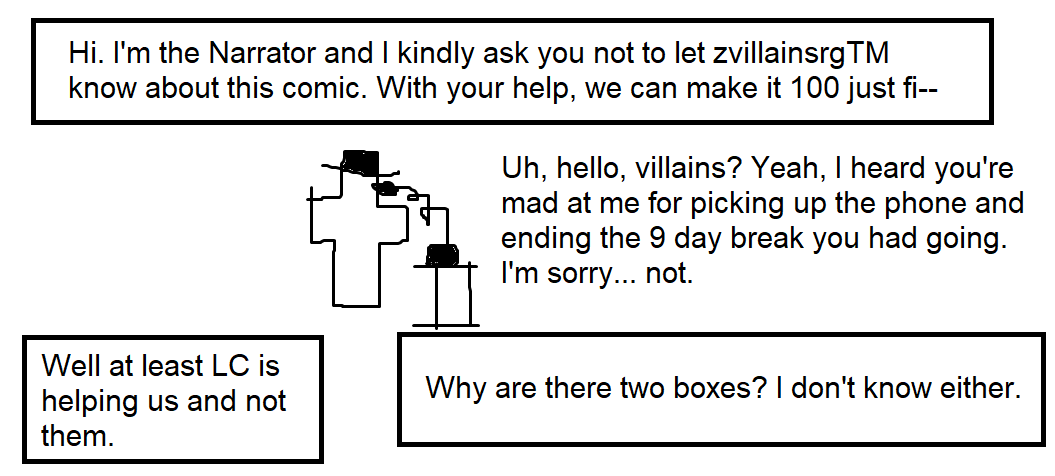 Hi. I'm the Narrator and I kindly ask you not to let zvillainsrgTM
know about this comic. With your help, we can make it 100 just fi--
Uh, hello, villains? Yeah, I heard you're
mad at me for picking up the phone and
ending the 9 day break you had going.
I'm sorry... not.
Well at least LC is
helping us and not
them.
Why are there two boxes? I don't know either.